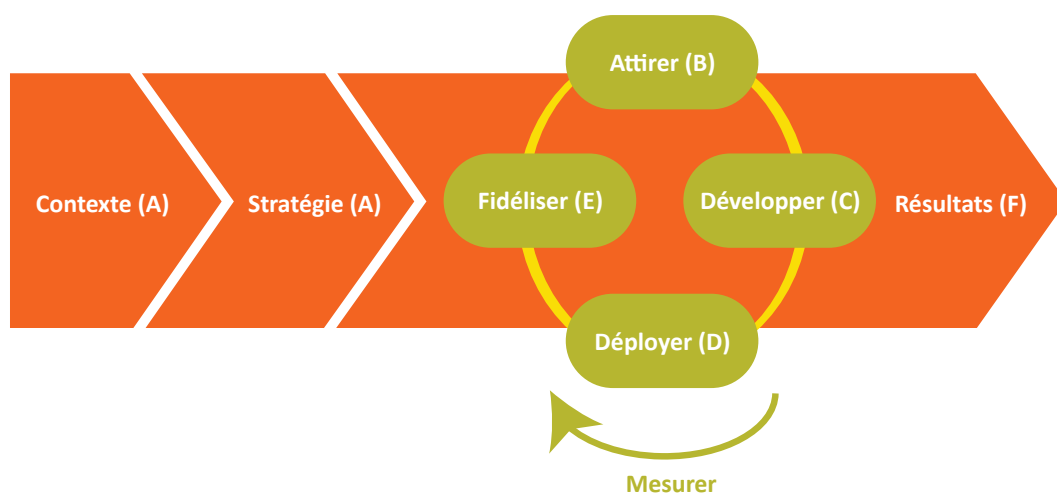 Attirer (B)
Contexte (A)
Stratégie (A)
Fidéliser (E)
Développer (C)
Résultats (F)
Déployer (D)
Mesurer